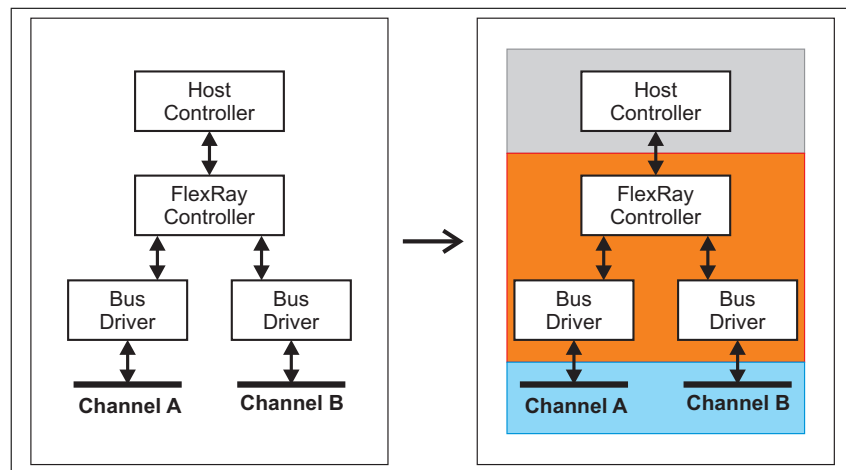 Host
Controller
FlexRay
Controller
Bus
Driver
Bus
Driver
Channel A
Channel B
Host
Controller
FlexRay
Controller
Bus
Driver
Bus
Driver
Channel A
Channel B